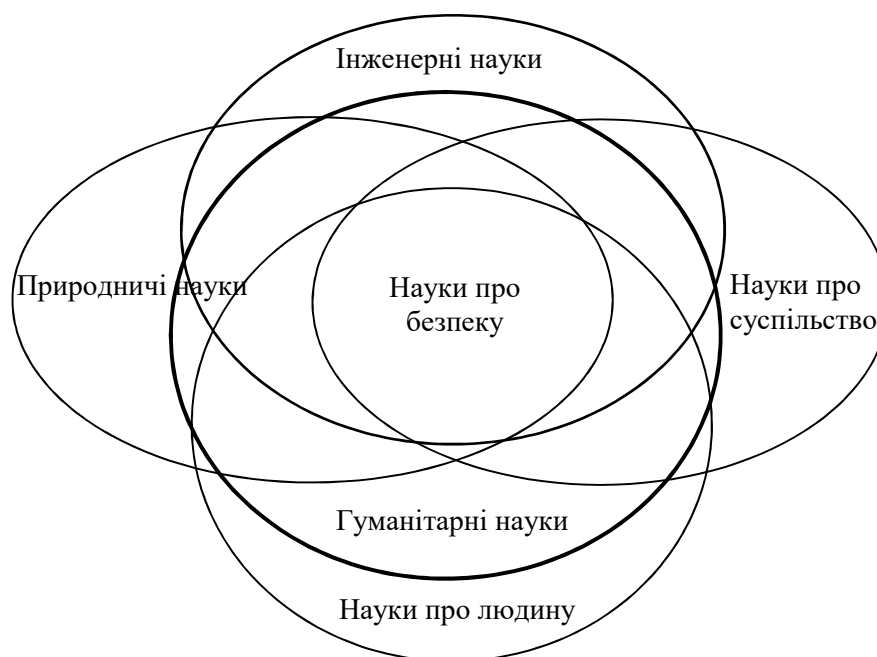 Інженерні науки
Природничі науки
Науки про
безпеку
Науки про
суспільство
Гуманітарні науки
Науки про людину